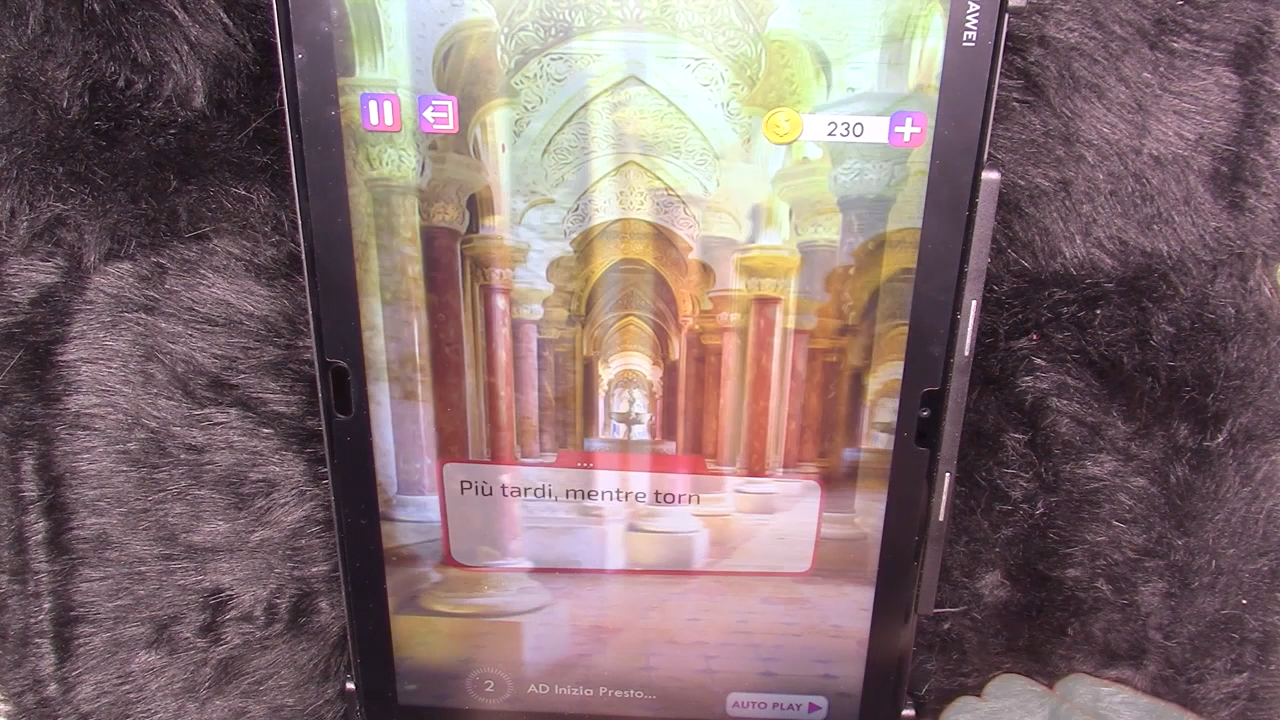 AWEI
230
...
Più tardi, mentre torn
2
AD Inizia Presto...
AUTO PLAY